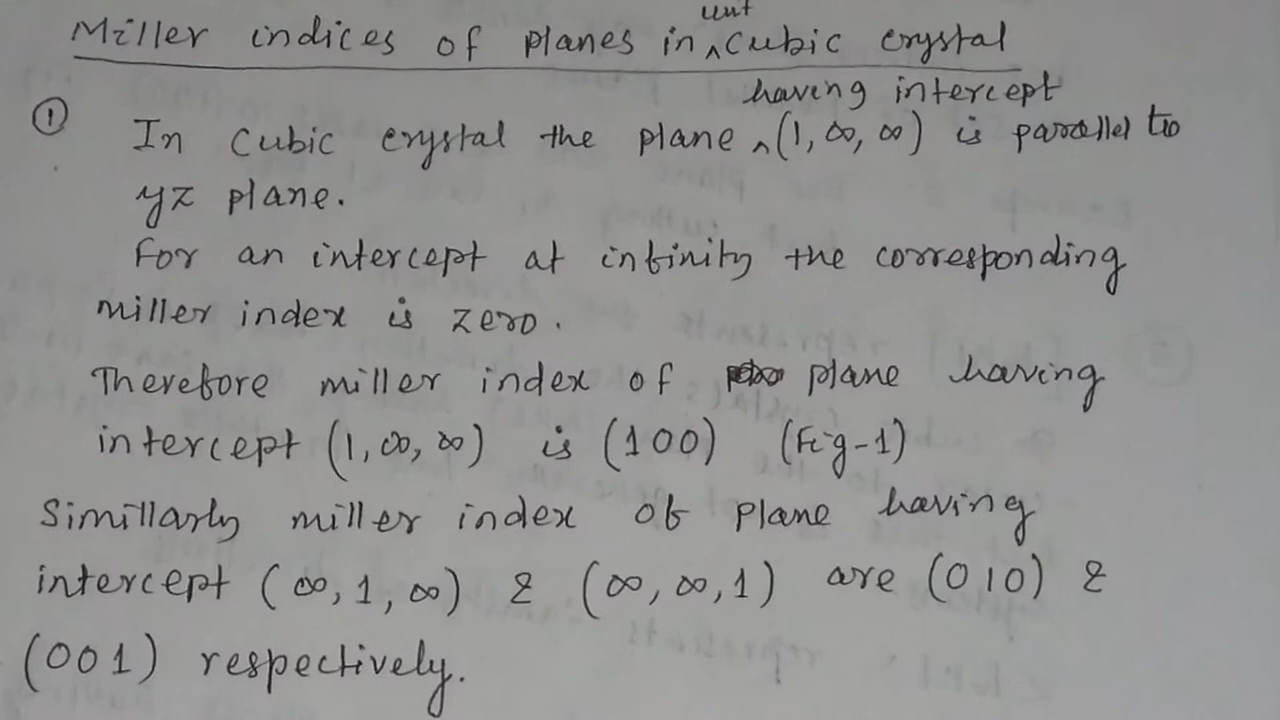 Miller indices of planes in ^ unit cubic crystal
having intercept
① In cubic crystal the plane ^ (1, ∞, ∞) is parallel to
yz plane.
For an intercept at infinity the corresponding
miller index is zero.
Therefore miller index of plane having
intercept (1, ∞, ∞) is (100) (Fig-1)
Simillarly miller index of plane having
intercept (∞, 1, ∞) & (∞, ∞, 1) are (010) &
(001) respectively.